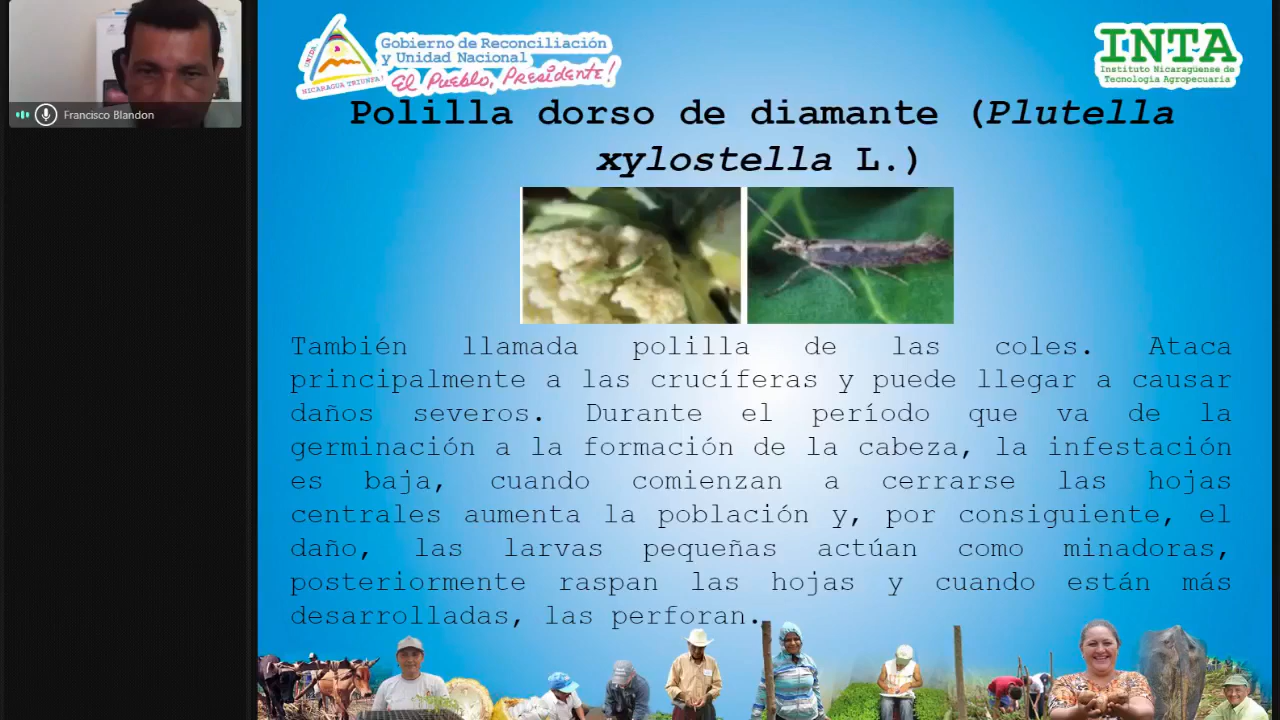 Francisco Blandon
UNIDA
NICARAGUA TRIUNFA!
Gobierno de Reconciliación
y Unidad Nacional
El Pueblo, Presidente!
INTA
Instituto Nicaragüense de
Tecnología Agropecuaria
Polilla dorso de diamante (Plutella
xylostella L.)
También llamada polilla de las coles. Ataca
principalmente a las crucíferas y puede llegar a causar
daños severos. Durante el período que va de la
germinación a la formación de la cabeza, la infestación
es baja, cuando comienzan a cerrarse las hojas
centrales aumenta la población y, por consiguiente, el
daño, las larvas pequeñas actúan como minadoras,
posteriormente raspan las hojas y cuando están más
desarrolladas, las perforan.